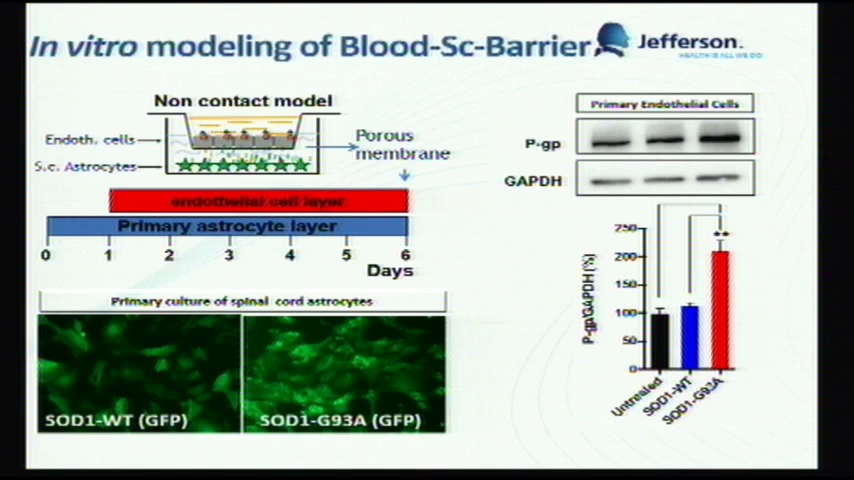 In vitro modeling of Blood-Sc-Barrier
Jefferson.
HEALTH IS ALL WE DO
Non contact model
Endoth. cells
S.c. Astrocytes
Porous
membrane
endothelial cell layer
Primary astrocyte layer
0 1 2 3 4 5 6
Days
Primary culture of spinal cord astrocytes
SOD1-WT (GFP)
SOD1-G93A (GFP)
Primary Endothelial Cells
P-gp
GAPDH
P-gp/GAPDH (%)
250
200
150
100
50
0
**
Untreated
SOD1-WT
SOD1-G93A